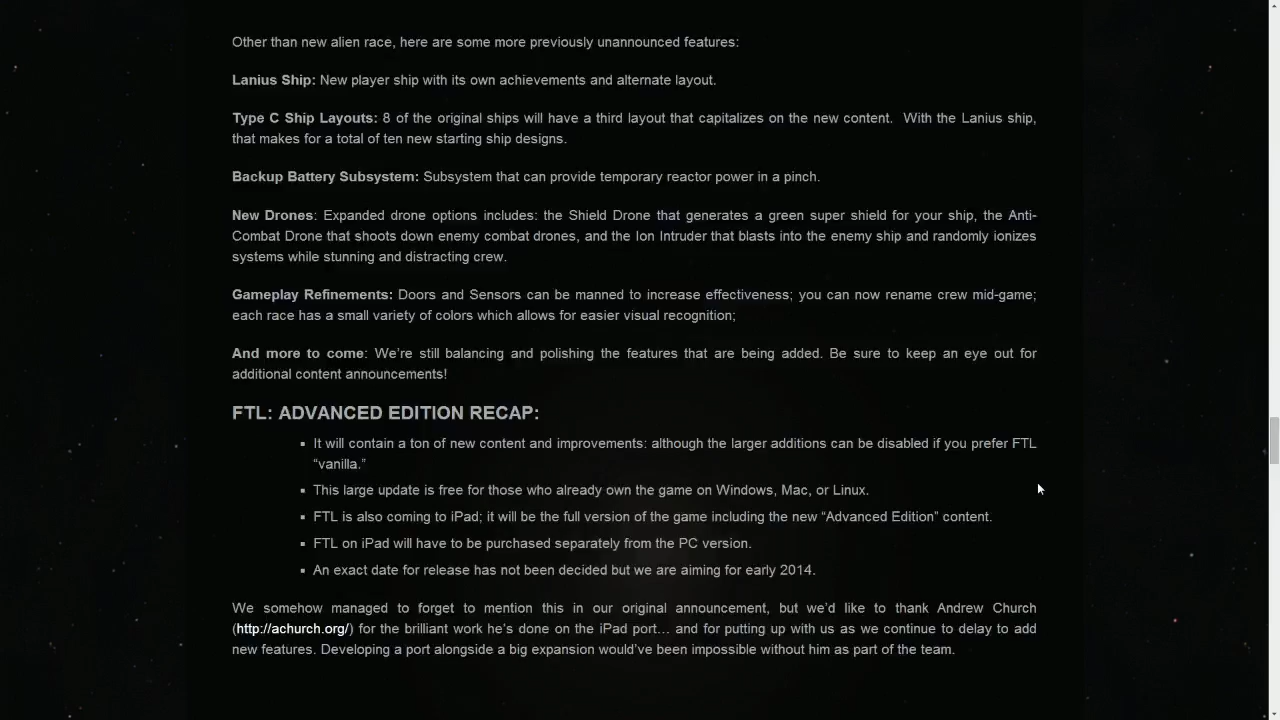 Other than new alien race, here are some more previously unannounced features:
Lanius Ship: New player ship with its own achievements and alternate layout.
Type C Ship Layouts: 8 of the original ships will have a third layout that capitalizes on the new content.  With the Lanius ship,
that makes for a total of ten new starting ship designs.
Backup Battery Subsystem: Subsystem that can provide temporary reactor power in a pinch.
New Drones: Expanded drone options includes: the Shield Drone that generates a green super shield for your ship, the Anti-
Combat Drone that shoots down enemy combat drones, and the Ion Intruder that blasts into the enemy ship and randomly ionizes
systems while stunning and distracting crew.
Gameplay Refinements: Doors and Sensors can be manned to increase effectiveness; you can now rename crew mid-game;
each race has a small variety of colors which allows for easier visual recognition;
And more to come: We’re still balancing and polishing the features that are being added. Be sure to keep an eye out for
additional content announcements!
FTL: ADVANCED EDITION RECAP:
▪ It will contain a ton of new content and improvements: although the larger additions can be disabled if you prefer FTL
“vanilla.”
▪ This large update is free for those who already own the game on Windows, Mac, or Linux.
▪ FTL is also coming to iPad; it will be the full version of the game including the new “Advanced Edition” content.
▪ FTL on iPad will have to be purchased separately from the PC version.
▪ An exact date for release has not been decided but we are aiming for early 2014.
We somehow managed to forget to mention this in our original announcement, but we’d like to thank Andrew Church
(http://achurch.org/) for the brilliant work he’s done on the iPad port… and for putting up with us as we continue to delay to add
new features. Developing a port alongside a big expansion would’ve been impossible without him as part of the team.